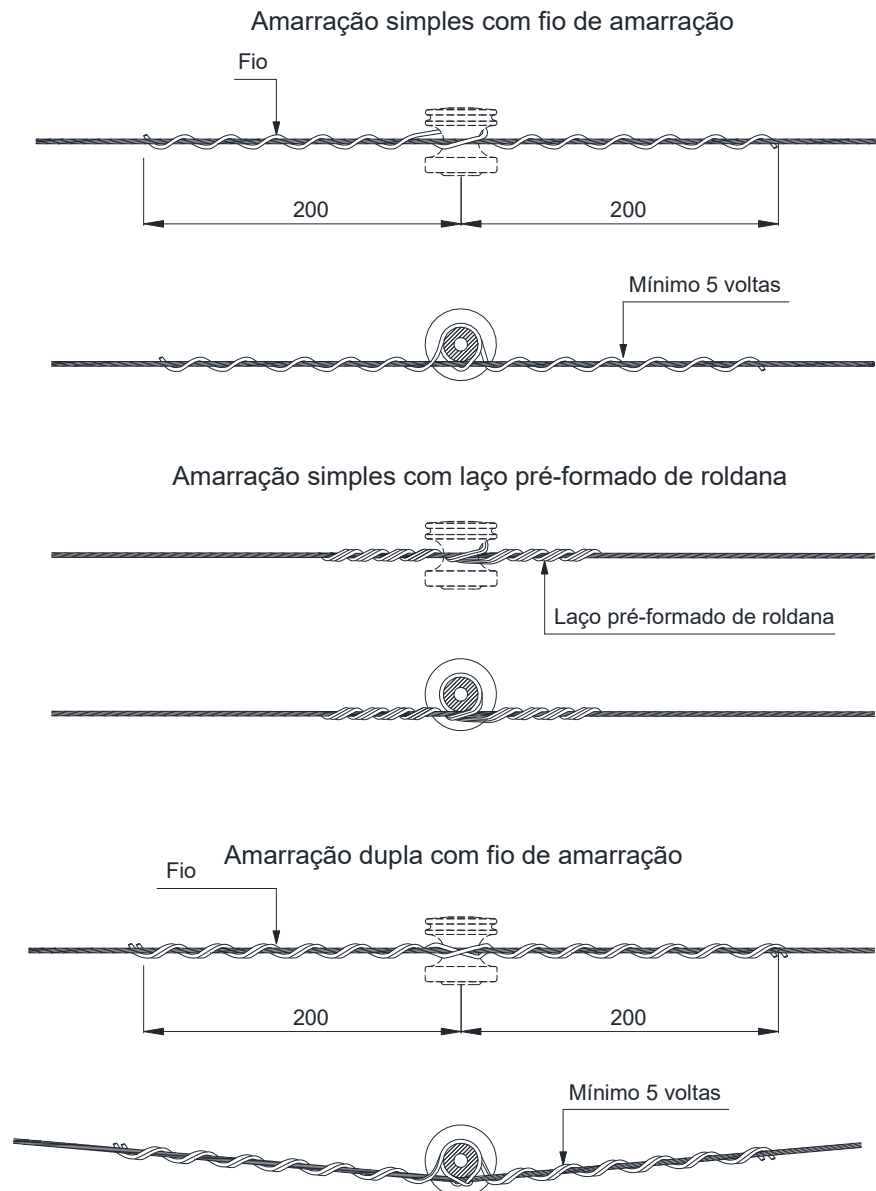 Amarração simples com fio de amarração
Fio
200 200
Mínimo 5 voltas
Amarração simples com laço pré-formado de roldana
Laço pré-formado de roldana
Amarração dupla com fio de amarração
Fio
200 200
Mínimo 5 voltas